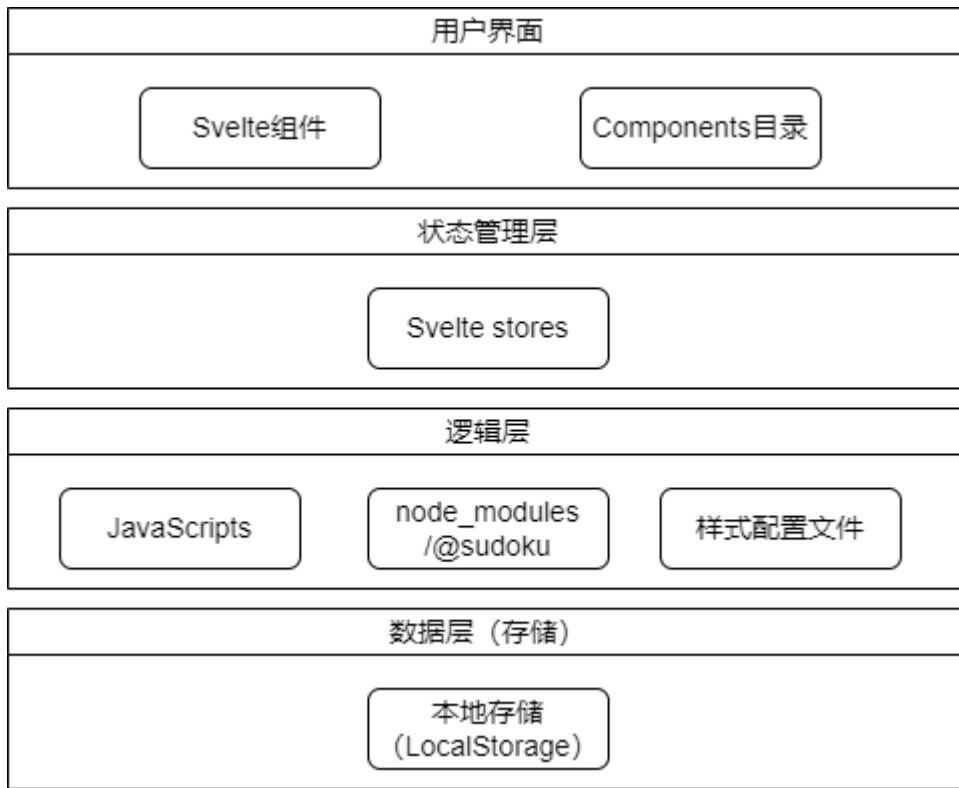 用户界面
Svelte组件
Components目录
状态管理层
Svelte stores
逻辑层
JavaScripts
node_modules
/@sudoku
样式配置文件
数据层（存储）
本地存储
（LocalStorage）